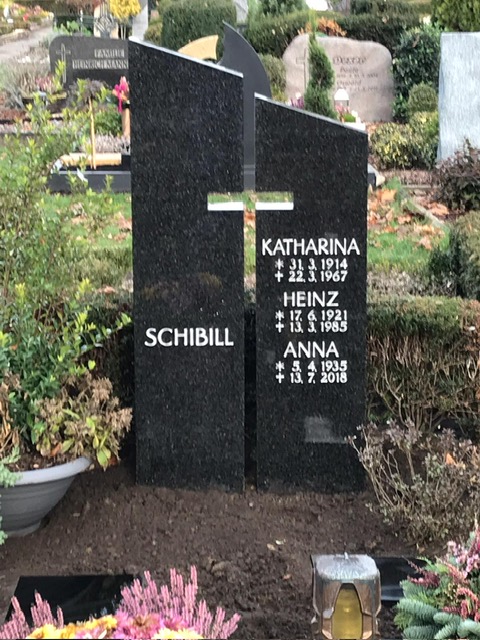 SCHIBILL
KATHARINA
* 31. 3. 1914
+ 22. 3. 1967
HEINZ
* 17. 6. 1921
+ 13. 3. 1985
ANNA
* 5. 4. 1935
+ 13. 7. 2018
FAMILIE